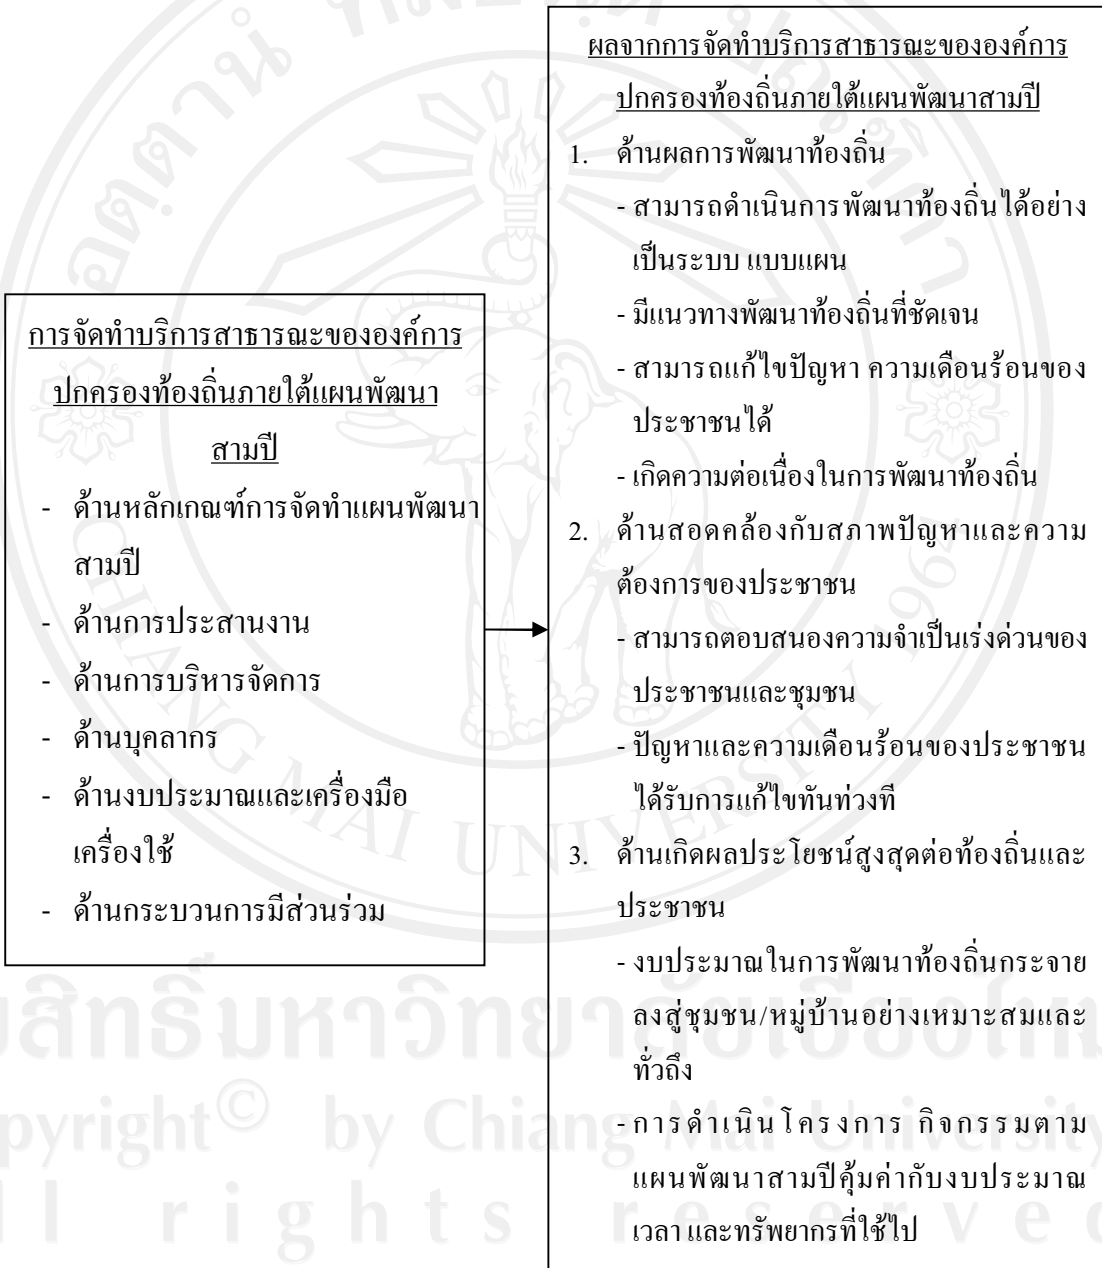 การจัดทำบริการสาธารณะขององค์การ
ปกครองท้องถิ่นภายใต้แผนพัฒนา
สามปี
- ด้านหลักเกณฑ์การจัดทำแผนพัฒนา
สามปี
- ด้านการประสานงาน
- ด้านการบริหารจัดการ
- ด้านบุคลากร
- ด้านงบประมาณและเครื่องมือ
เครื่องใช้
- ด้านกระบวนการมีส่วนร่วม
ผลจากการจัดทำบริการสาธารณะขององค์การ
ปกครองท้องถิ่นภายใต้แผนพัฒนาสามปี
1. ด้านผลการพัฒนาท้องถิ่น
- สามารถดำเนินการพัฒนาท้องถิ่นได้อย่าง
เป็นระบบ แบบแผน
- มีแนวทางพัฒนาท้องถิ่นที่ชัดเจน
- สามารถแก้ไขปัญหา ความเดือนร้อนของ
ประชาชนได้
- เกิดความต่อเนื่องในการพัฒนาท้องถิ่น
2. ด้านสอดคล้องกับสภาพปัญหาและความ
ต้องการของประชาชน
- สามารถตอบสนองความจำเป็นเร่งด่วนของ
ประชาชนและชุมชน
- ปัญหาและความเดือนร้อนของประชาชน
ได้รับการแก้ไขทันท่วงที
3. ด้านเกิดผลประโยชน์สูงสุดต่อท้องถิ่นและ
ประชาชน
- งบประมาณในการพัฒนาท้องถิ่นกระจาย
ลงสู่ชุมชน/หมู่บ้านอย่างเหมาะสมและ
ทั่วถึง
- การดำเนินโครงการ กิจกรรมตาม
แผนพัฒนาสามปีคุ้มค่ากับงบประมาณ
เวลา และทรัพยากรที่ใช้ไป
CHIANG MAI UNIVERSITY 1964
pyright© by Chiang Mai University
rights reserved